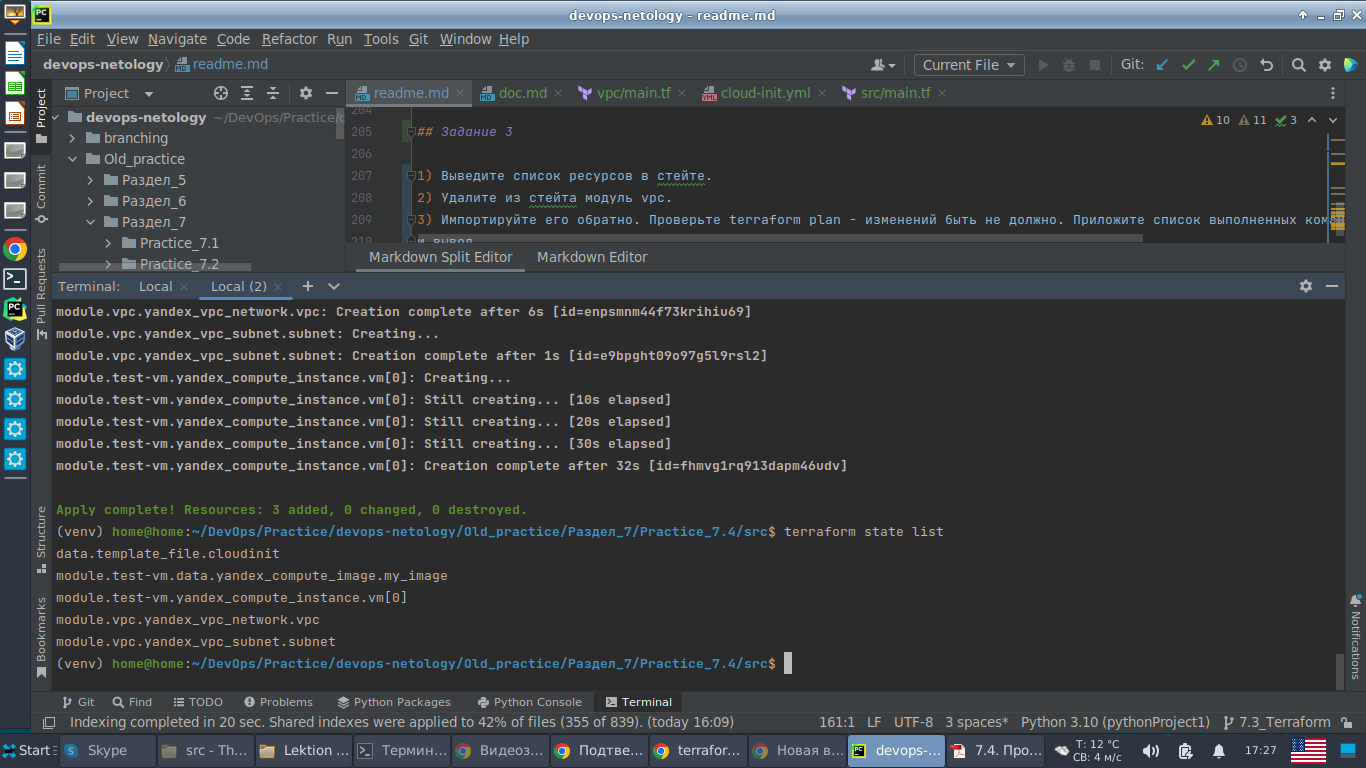 devops-netology - readme.md
File Edit View Navigate Code Refactor Run Tools Git Window Help
devops-netology readme.md Current File Git:
Project readme.md doc.md vpc/main.tf cloud-init.yml src/main.tf
devops-netology ~/DevOps/Practice/d
branching
Old_practice
Раздел_5
Раздел_6
Раздел_7
Practice_7.1
Practice_7.2
10 11 3
204
205 ## Задание 3
206
207 1) Выведите список ресурсов в стейте.
208 2) Удалите из стейта модуль vpc.
209 3) Импортируйте его обратно. Проверьте terraform plan - изменений быть не должно. Приложите список выполненных ком
210 и вывод
Markdown Split Editor Markdown Editor
Project
Commit
Pull Requests
Structure
Bookmarks
Notifications
Terminal: Local Local (2)
module.vpc.yandex_vpc_network.vpc: Creation complete after 6s [id=enpsmnm44f73krihiu69]
module.vpc.yandex_vpc_subnet.subnet: Creating...
module.vpc.yandex_vpc_subnet.subnet: Creation complete after 1s [id=e9bpght09o97g5l9rsl2]
module.test-vm.yandex_compute_instance.vm[0]: Creating...
module.test-vm.yandex_compute_instance.vm[0]: Still creating... [10s elapsed]
module.test-vm.yandex_compute_instance.vm[0]: Still creating... [20s elapsed]
module.test-vm.yandex_compute_instance.vm[0]: Still creating... [30s elapsed]
module.test-vm.yandex_compute_instance.vm[0]: Creation complete after 32s [id=fhmvg1rq913dapm46udv]
Apply complete! Resources: 3 added, 0 changed, 0 destroyed.
(venv) home@home:~/DevOps/Practice/devops-netology/Old_practice/Раздел_7/Practice_7.4/src$ terraform state list
data.template_file.cloudinit
module.test-vm.data.yandex_compute_image.my_image
module.test-vm.yandex_compute_instance.vm[0]
module.vpc.yandex_vpc_network.vpc
module.vpc.yandex_vpc_subnet.subnet
(venv) home@home:~/DevOps/Practice/devops-netology/Old_practice/Раздел_7/Practice_7.4/src$
Git Find TODO Problems Python Packages Python Console Terminal
Indexing completed in 20 sec. Shared indexes were applied to 42% of files (355 of 839). (today 16:09) 161:1 LF UTF-8 3 spaces* Python 3.10 (pythonProject1) 7.3_Terraform
Start Skype src - Th... Lektion ... Термин... Видеоз... Подтве... terrafor... Новая в... devops-... 7.4. Про... T: 12 °C 17:27
СВ: 4 м/с